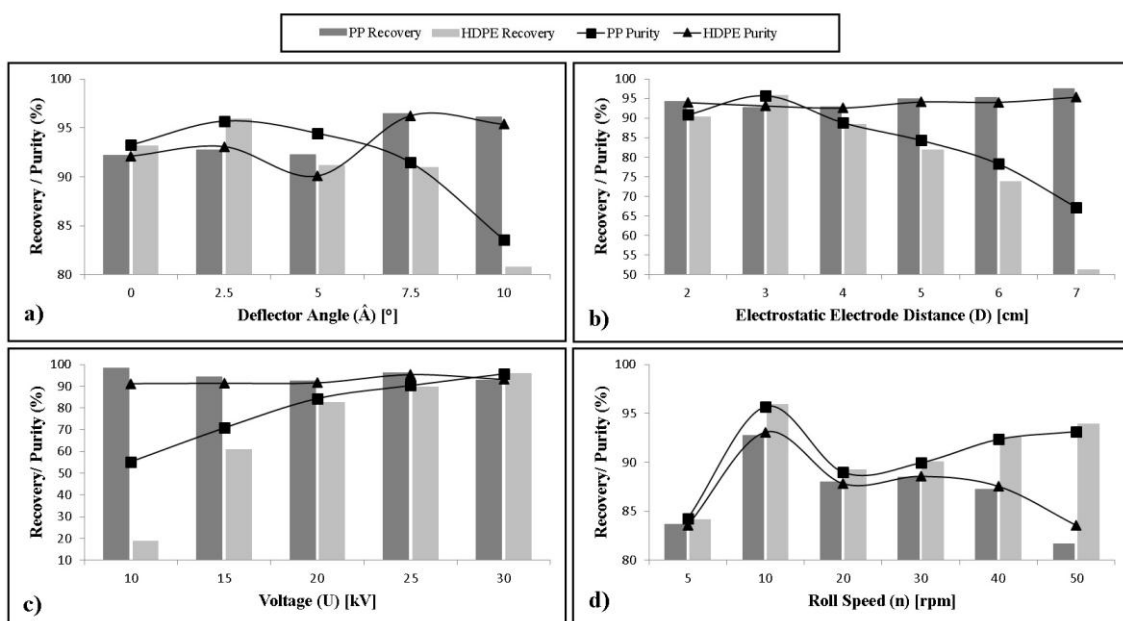 PP Recovery HDPE Recovery PP Purity HDPE Purity
100
95
90
85
80
Recovery / Purity (%)
0 2.5 5 7.5 10
a)
Deflector Angle (Â) [°]
100
95
90
85
80
75
70
65
60
55
50
Recovery / Purity (%)
2 3 4 5 6 7
b)
Electrostatic Electrode Distance (D) [cm]
100
90
80
70
60
50
40
30
20
10
Recovery/ Purity (%)
10 15 20 25 30
c)
Voltage (U) [kV]
100
95
90
85
80
Recovery/ Purity (%)
5 10 20 30 40 50
d)
Roll Speed (n) [rpm]